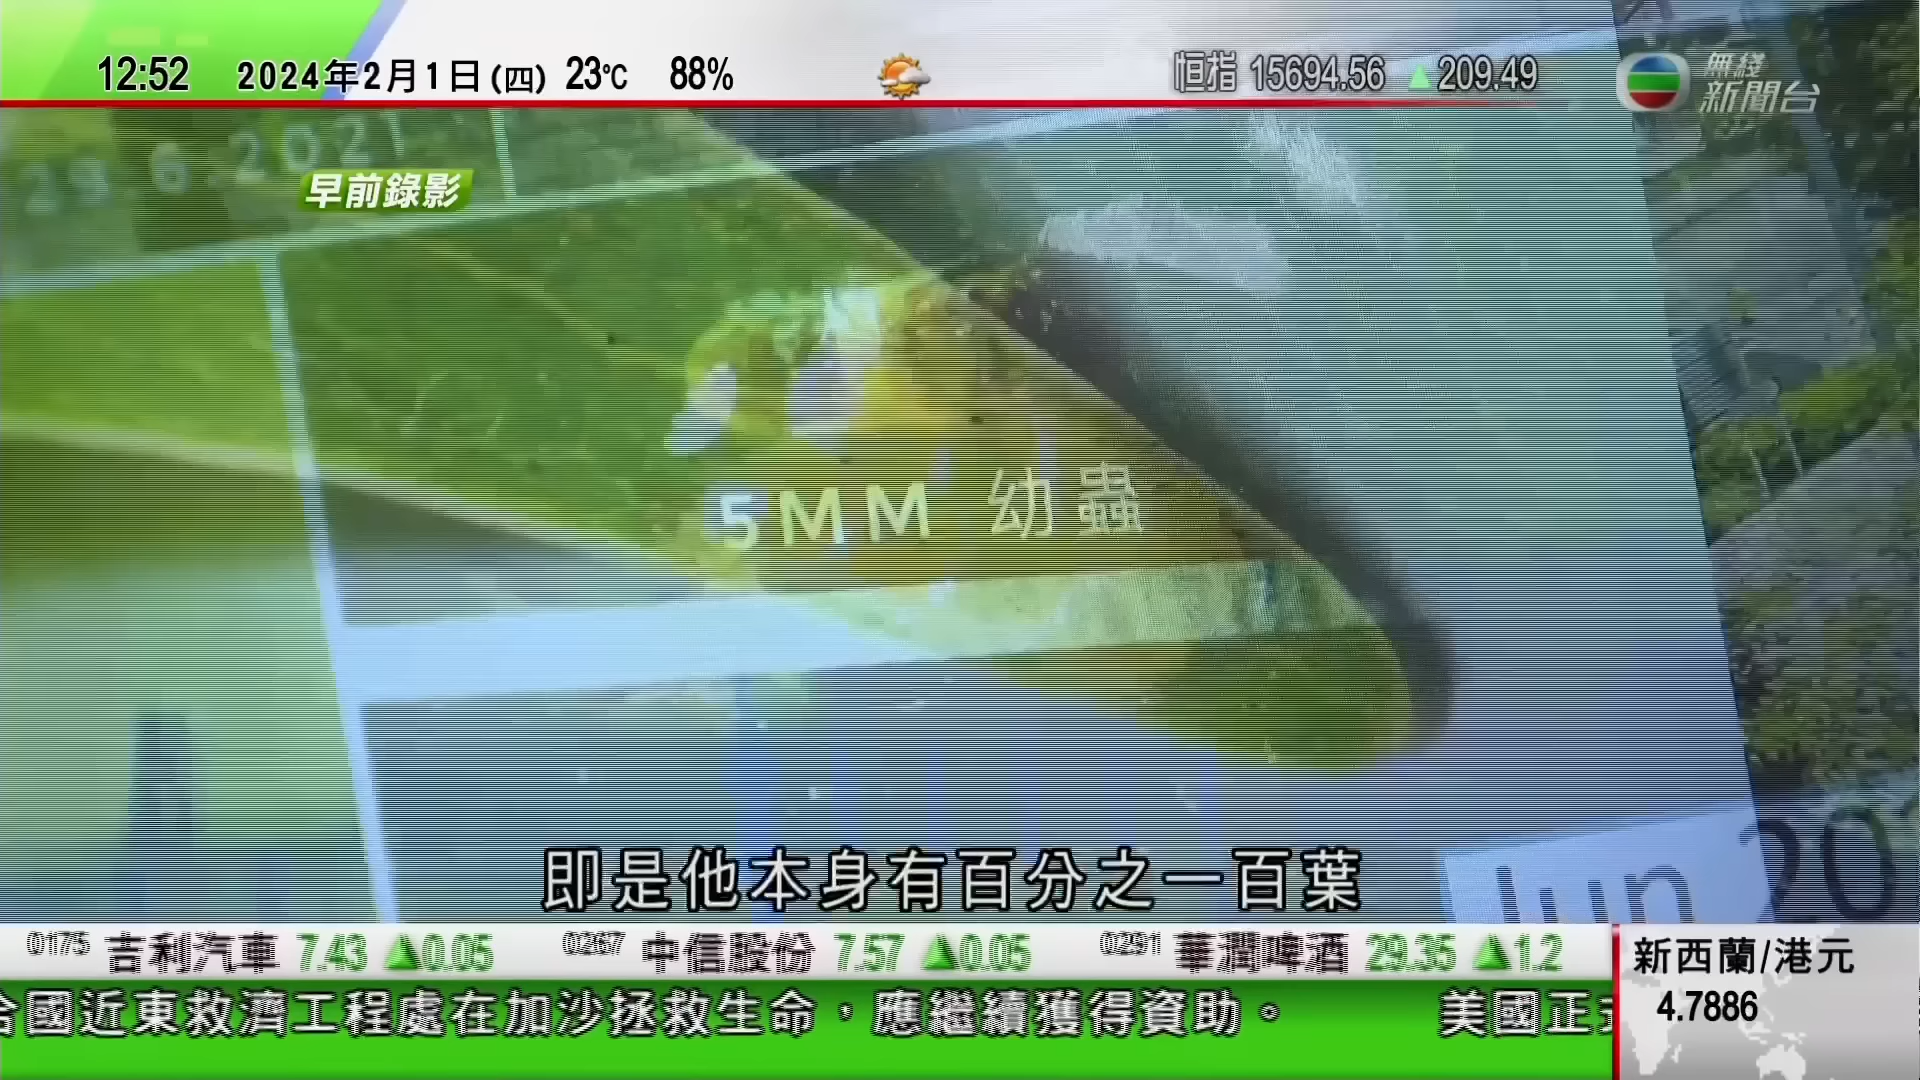 12:52 2024年2月1日(四) 23℃ 88% 恒指 15694.56 ▲209.49
無綫
新聞台
29.6.2021
早前錄影
5MM 幼蟲
即是他本身有百分之一百葉
Jun 20
0175 吉利汽車 7.43 ▲0.05 0267 中信股份 7.57 ▲0.05 0291 華潤啤酒 29.35 ▲1.2
新西蘭/港元
4.7886
合國近東救濟工程處在加沙拯救生命，應繼續獲得資助。 美國正